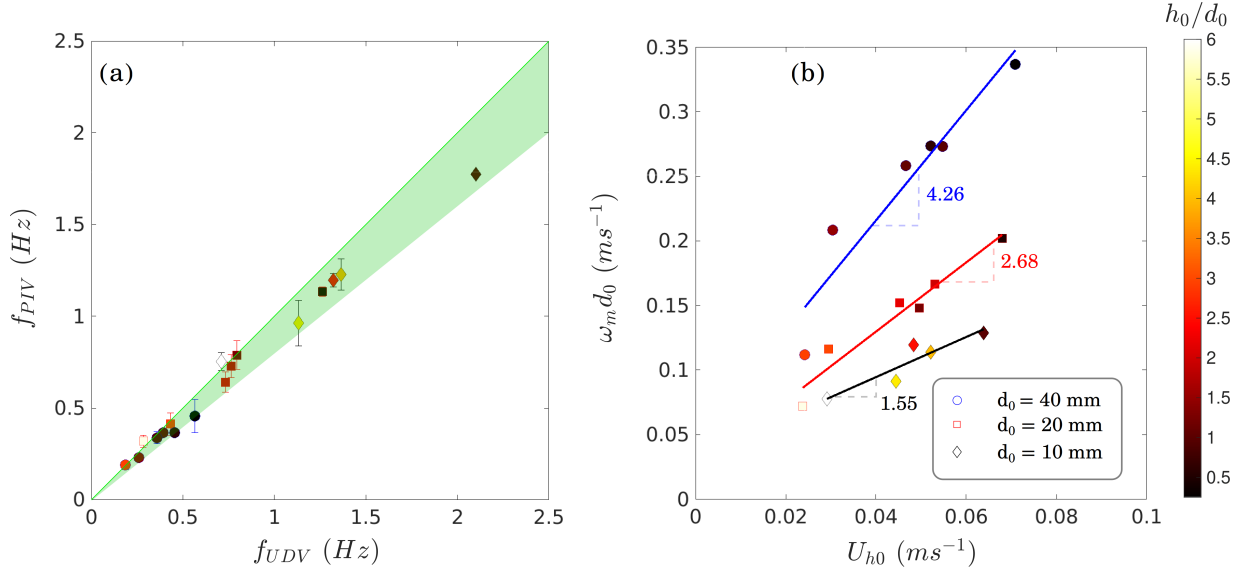 (a)
2.5
2
1.5
1
0.5
0
0 0.5 1 1.5 2 2.5
f_PIV (Hz)
f_UDV (Hz)
(b)
0.35
0.3
0.25
0.2
0.15
0.1
0.05
0
0 0.02 0.04 0.06 0.08 0.1
ω_m d_0 (ms^−1)
U_h0 (ms^−1)
4.26
2.68
1.55
d_0 = 40 mm
d_0 = 20 mm
d_0 = 10 mm
h_0/d_0
6
5.5
5
4.5
4
3.5
3
2.5
2
1.5
1
0.5